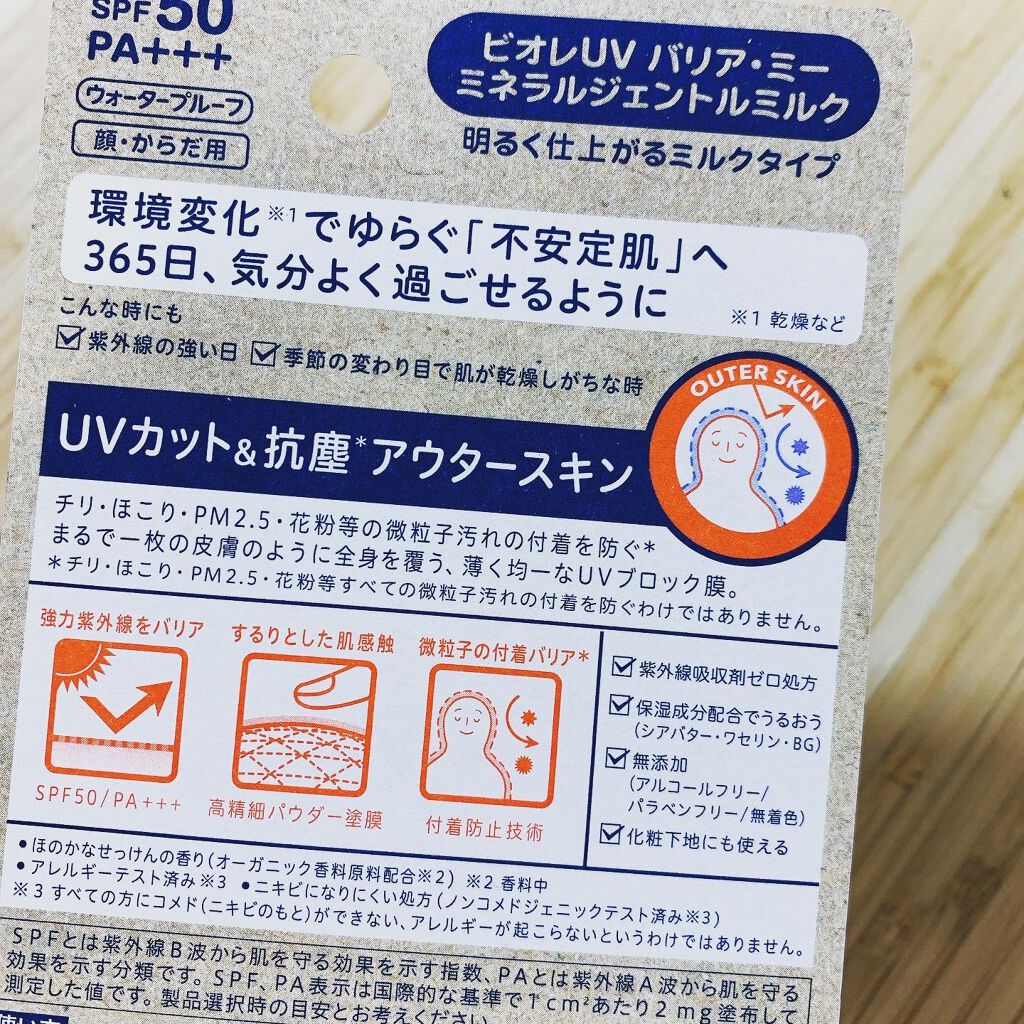 SPF50
PA+++
ウォータープルーフ
顔・からだ用
ビオレUV バリア・ミー
ミネラルジェントルミルク
明るく仕上がるミルクタイプ
環境変化※1でゆらぐ「不安定肌」へ
365日、気分よく過ごせるように
※1 乾燥など
こんな時にも
紫外線の強い日 季節の変わり目で肌が乾燥しがちな時
OUTER SKIN
UVカット&抗塵*アウタースキン
チリ・ほこり・PM2.5・花粉等の微粒子汚れの付着を防ぐ*
まるで一枚の皮膚のように全身を覆う、薄く均一なUVブロック膜。
*チリ・ほこり・PM2.5・花粉等すべての微粒子汚れの付着を防ぐわけではありません。
強力紫外線をバリア
SPF50/PA+++
するりとした肌感触
高精細パウダー塗膜
微粒子の付着バリア*
付着防止技術
紫外線吸収剤ゼロ処方
保湿成分配合でうるおう
(シアバター・ワセリン・BG)
無添加
(アルコールフリー/
パラベンフリー/無着色)
化粧下地にも使える
•ほのかなせっけんの香り(オーガニック香料原料配合※2) ※2 香料中
•アレルギーテスト済み※3 •ニキビになりにくい処方(ノンコメドジェニックテスト済み※3)
※3 すべての方にコメド(ニキビのもと)ができない、アレルギーが起こらないというわけではありません。
SPFとは紫外線B波から肌を守る効果を示す指数、PAとは紫外線A波から肌を守る
効果を示す分類です。SPF、PA表示は国際的な基準で1cm²あたり2mg塗布して
測定した値です。製品選択時の目安とお考えください
使い方